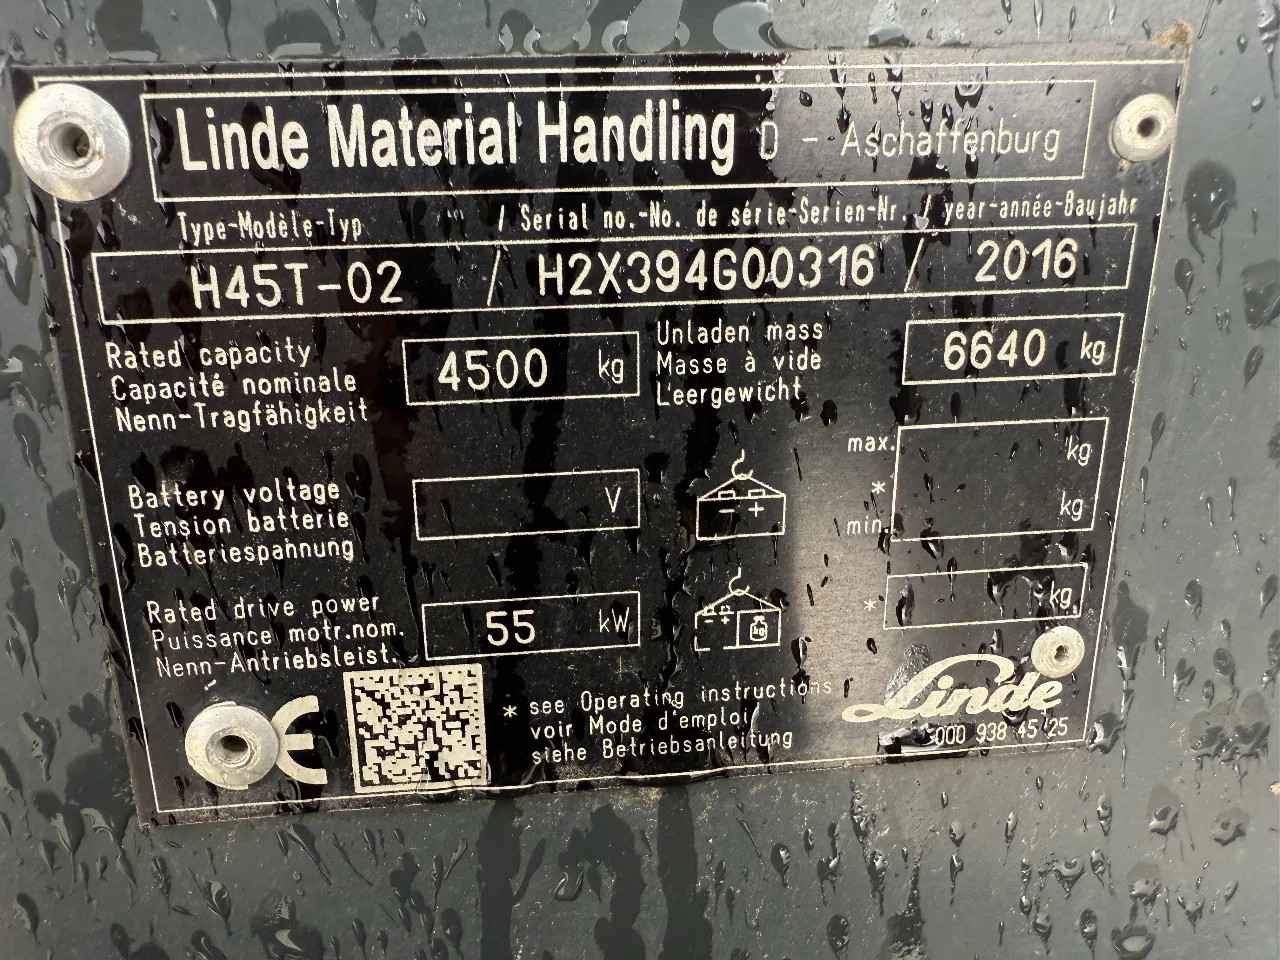 Linde Material Handling D - Aschaffenburg
Type-Modèle-Typ / Serial no.-No. de série-Serien-Nr. / year-année-Baujahr
H45T-02 / H2X394G00316 / 2016
Rated capacity
Capacité nominale
Nenn-Tragfähigkeit
4500 kg
Unladen mass
Masse à vide
Leergewicht
6640 kg
Battery voltage
Tension batterie
Batteriespahnung
V
- +
max. kg
*
min. kg
Rated drive power
Puissance motr.nom.
Nenn-Antriebsleist.
55 kW
- +
kg
* kg
CE
* see Operating instructions
voir Mode d'emploi
siehe Betriebsanleitung
Linde
000 938 45 25